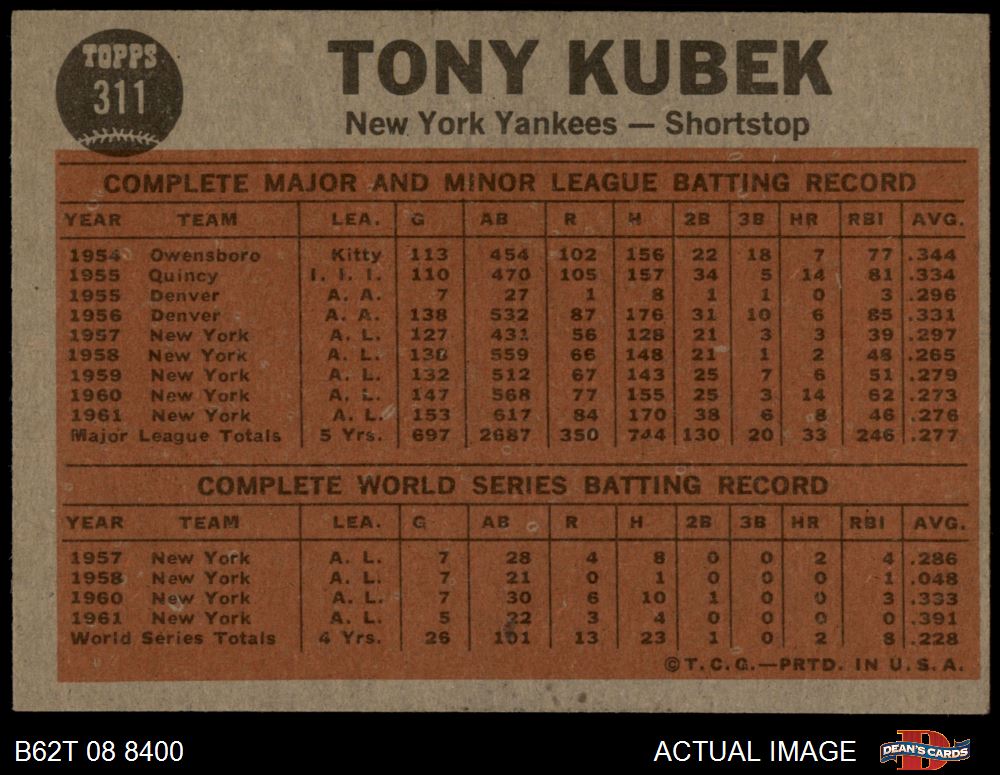 TOPPS
311
TONY KUBEK
New York Yankees — Shortstop
COMPLETE MAJOR AND MINOR LEAGUE BATTING RECORD
YEAR TEAM LEA. G AB R H 2B 3B HR RBI AVG.
1954 Owensboro Kitty 113 454 102 156 22 18 7 77 .344
1955 Quincy I. I. I. 110 470 105 157 34 5 14 81 .334
1955 Denver A. A. 7 27 1 8 1 1 0 3 .296
1956 Denver A. A. 138 532 87 176 31 10 6 85 .331
1957 New York A. L. 127 431 56 128 21 3 3 39 .297
1958 New York A. L. 138 559 66 148 21 1 2 48 .265
1959 New York A. L. 132 512 67 143 25 7 6 51 .279
1960 New York A. L. 147 568 77 155 25 3 14 62 .273
1961 New York A. L. 153 617 84 170 38 6 8 46 .276
Major League Totals 5 Yrs. 697 2687 350 744 130 20 33 246 .277
COMPLETE WORLD SERIES BATTING RECORD
YEAR TEAM LEA. G AB R H 2B 3B HR RBI AVG.
1957 New York A. L. 7 28 4 8 0 0 2 4 .286
1958 New York A. L. 7 21 0 1 0 0 0 1 .048
1960 New York A. L. 7 30 6 10 1 0 0 3 .333
1961 New York A. L. 5 22 3 4 0 0 0 0 .391
World Series Totals 4 Yrs. 26 101 13 23 1 0 2 8 .228
©T.C.G.—PRTD. IN U.S.A.
B62T 08 8400 ACTUAL IMAGE DEAN'S CARDS